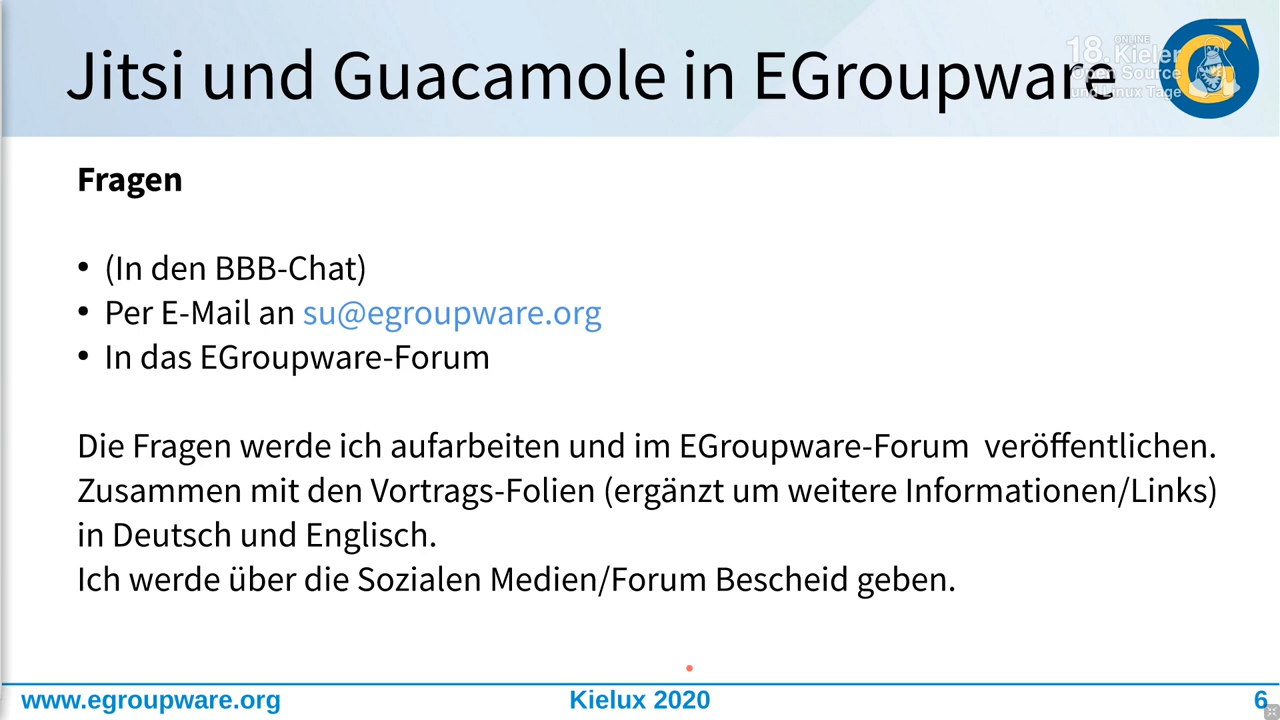 Jitsi und Guacamole in EGroupware
ONLINE
18. Kieler
Open Source
und Linux Tage
Fragen
• (In den BBB-Chat)
• Per E-Mail an su@egroupware.org
• In das EGroupware-Forum
Die Fragen werde ich aufarbeiten und im EGroupware-Forum  veröffentlichen.
Zusammen mit den Vortrags-Folien (ergänzt um weitere Informationen/Links)
in Deutsch und Englisch.
Ich werde über die Sozialen Medien/Forum Bescheid geben.
www.egroupware.org
Kielux 2020
6